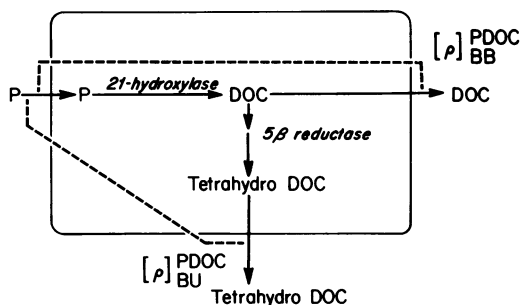 [ρ] PDOC
BB
P P 21-hydroxylase DOC DOC
5β reductase
Tetrahydro DOC
[ρ] PDOC
BU
Tetrahydro DOC